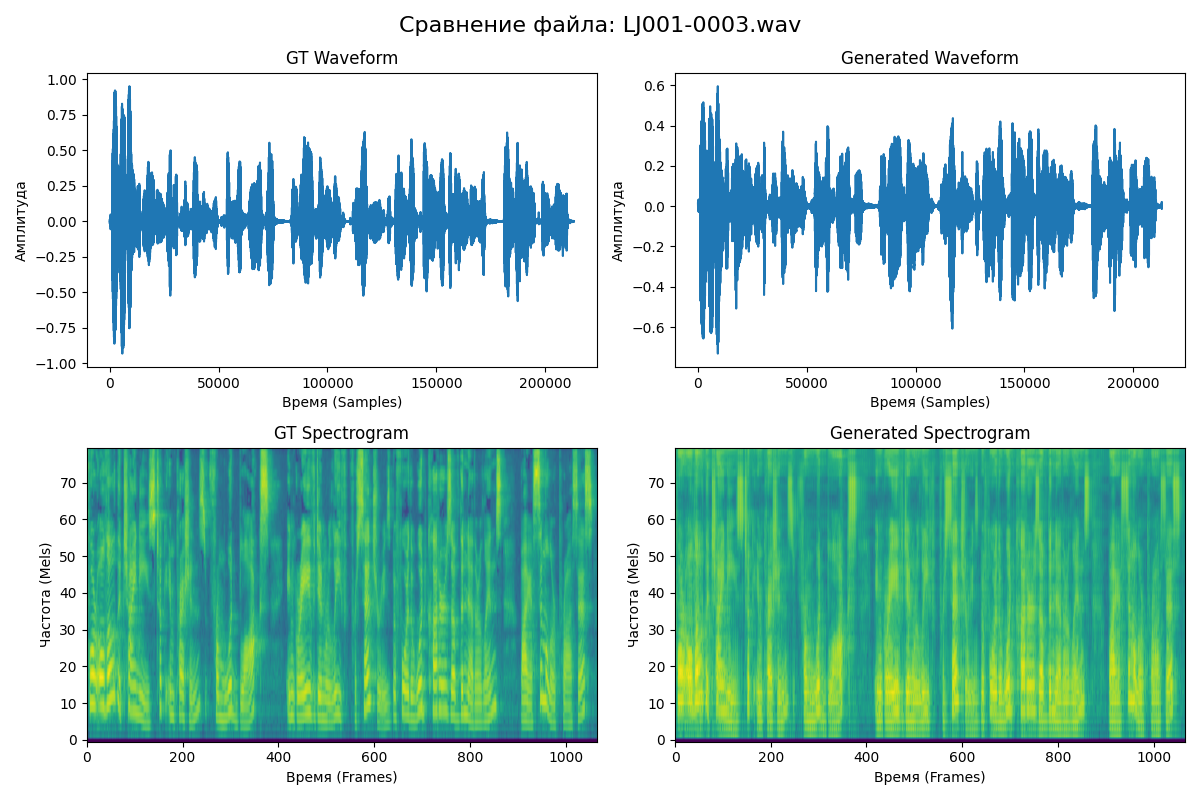 Сравнение файла: LJ001-0003.wav
GT Waveform
Амплитуда
1.00
0.75
0.50
0.25
0.00
−0.25
−0.50
−0.75
−1.00
0 50000 100000 150000 200000
Время (Samples)
Generated Waveform
Амплитуда
0.6
0.4
0.2
0.0
−0.2
−0.4
−0.6
0 50000 100000 150000 200000
Время (Samples)
GT Spectrogram
Частота (Mels)
70
60
50
40
30
20
10
0
0 200 400 600 800 1000
Время (Frames)
Generated Spectrogram
Частота (Mels)
70
60
50
40
30
20
10
0
0 200 400 600 800 1000
Время (Frames)